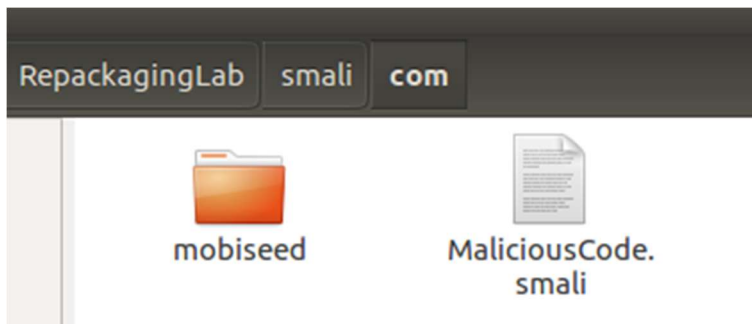 RepackagingLab smali com
mobiseed
MaliciousCode.
smali